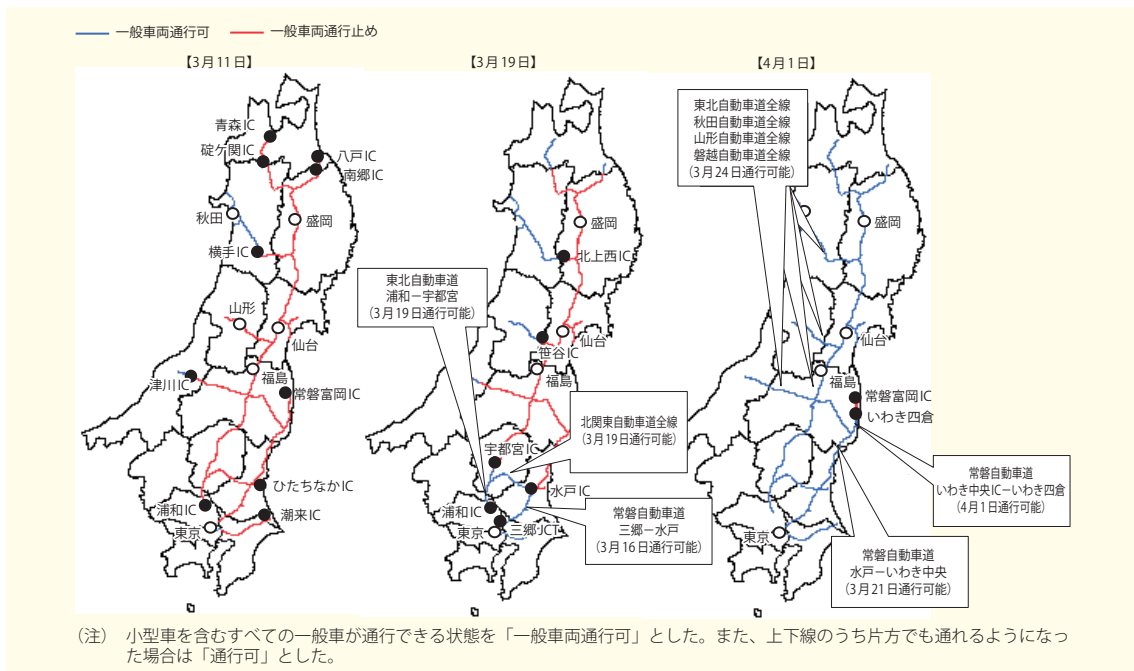 一般車両通行可 一般車両通行止め
【3月11日】
青森IC
碇ケ関IC
八戸IC
南郷IC
秋田
盛岡
横手IC
山形
仙台
福島
津川IC
常磐富岡IC
ひたちなかIC
浦和IC
潮来IC
東京
【3月19日】
盛岡
北上西IC
東北自動車道
浦和ー宇都宮
(3月19日通行可能)
仙台
笹谷IC
福島
北関東自動車道全線
(3月19日通行可能)
宇都宮IC
水戸IC
浦和IC
東京
三郷JCT
常磐自動車道
三郷ー水戸
(3月16日通行可能)
【4月1日】
東北自動車道全線
秋田自動車道全線
山形自動車道全線
磐越自動車道全線
(3月24日通行可能)
盛岡
仙台
福島
常磐富岡IC
いわき四倉
常磐自動車道
いわき中央ICーいわき四倉
(4月1日通行可能)
東京
常磐自動車道
水戸ーいわき中央
(3月21日通行可能)
(注) 小型車を含むすべての一般車が通行できる状態を「一般車両通行可」とした。また、上下線のうち片方でも通れるようになっ
た場合は「通行可」とした。